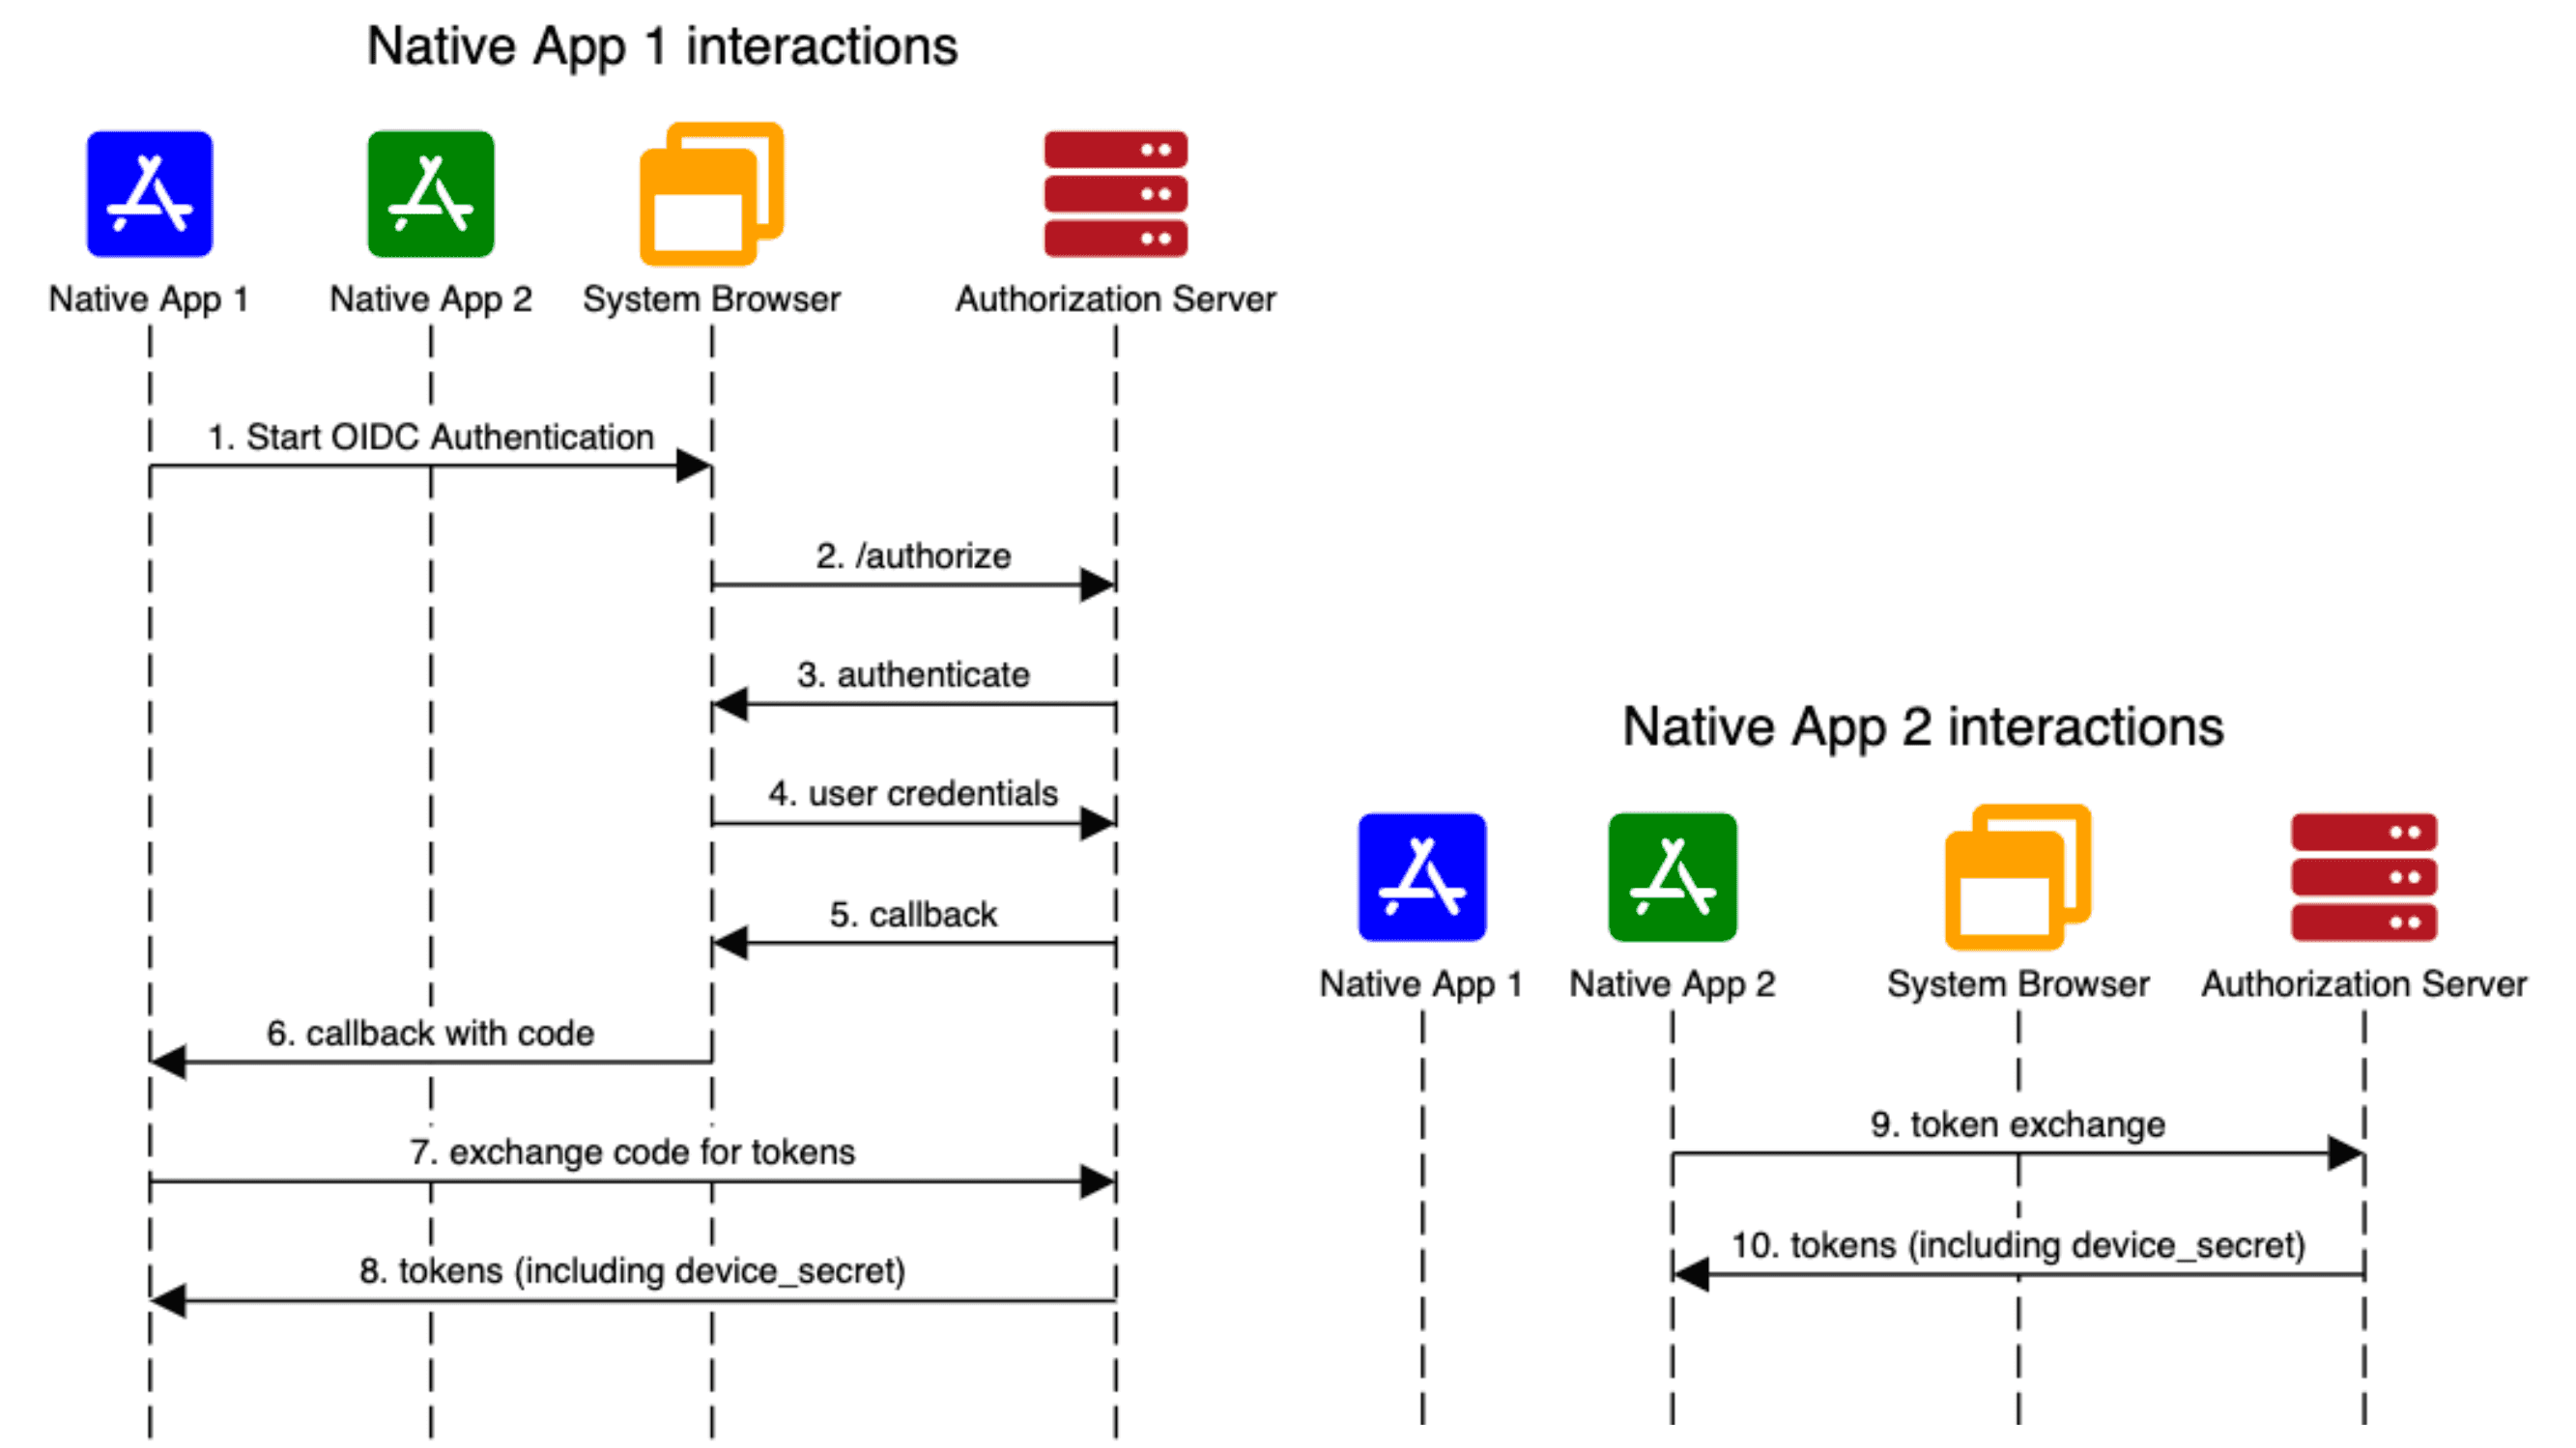 Native App 1 interactions
Native App 1
Native App 2
System Browser
Authorization Server
1. Start OIDC Authentication
2. /authorize
3. authenticate
4. user credentials
5. callback
6. callback with code
7. exchange code for tokens
8. tokens (including device_secret)
Native App 2 interactions
Native App 1
Native App 2
System Browser
Authorization Server
9. token exchange
10. tokens (including device_secret)